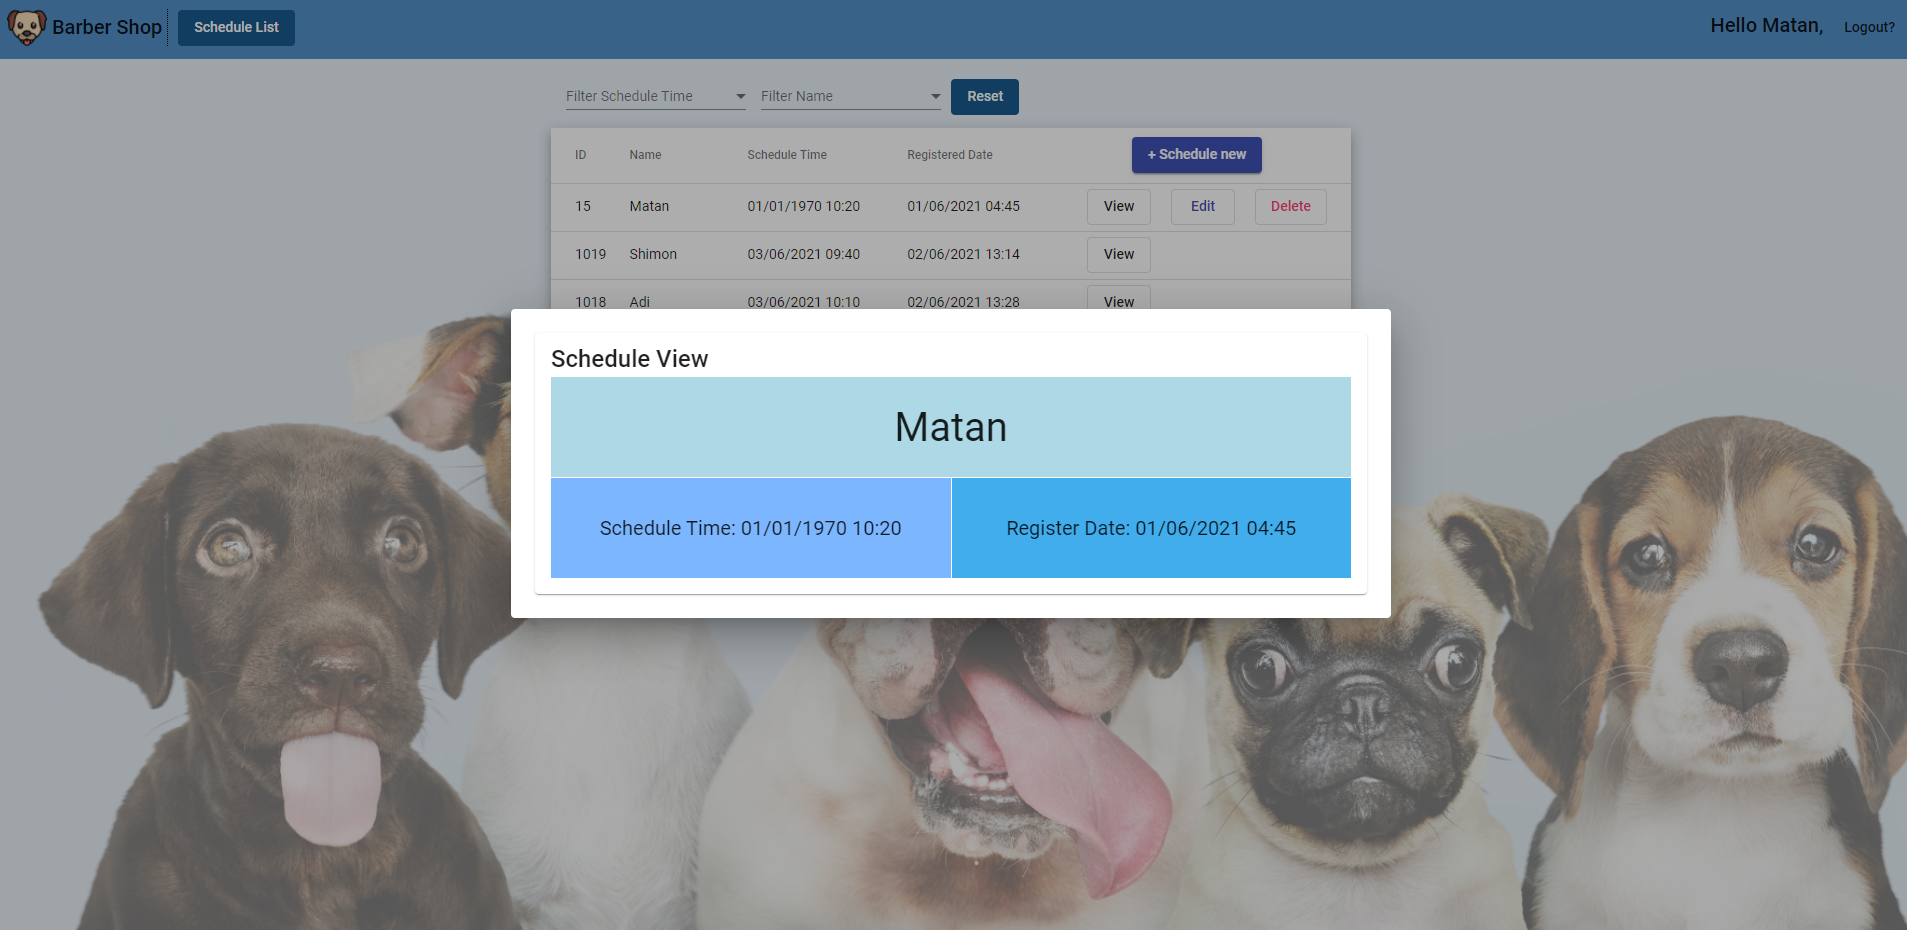 Barber Shop
Schedule List
Hello Matan,
Logout?
Filter Schedule Time
Filter Name
Reset
ID Name Schedule Time Registered Date + Schedule new
15 Matan 01/01/1970 10:20 01/06/2021 04:45 View Edit Delete
1019 Shimon 03/06/2021 09:40 02/06/2021 13:14 View
1018 Adi 03/06/2021 10:10 02/06/2021 13:28 View
Schedule View
Matan
Schedule Time: 01/01/1970 10:20
Register Date: 01/06/2021 04:45